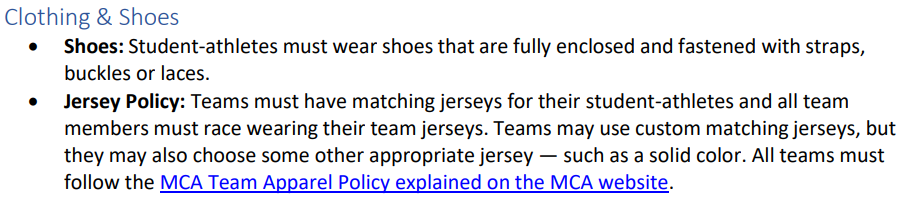 Clothing & Shoes
• Shoes: Student-athletes must wear shoes that are fully enclosed and fastened with straps,
buckles or laces.
• Jersey Policy: Teams must have matching jerseys for their student-athletes and all team
members must race wearing their team jerseys. Teams may use custom matching jerseys, but
they may also choose some other appropriate jersey — such as a solid color. All teams must
follow the MCA Team Apparel Policy explained on the MCA website.